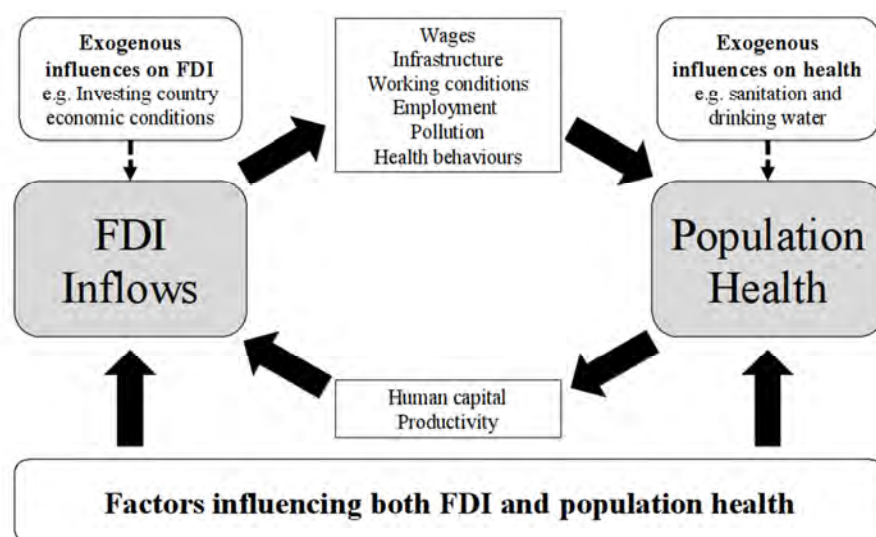 Exogenous
influences on FDI
e.g. Investing country
economic conditions
Wages
Infrastructure
Working conditions
Employment
Pollution
Health behaviours
Exogenous
influences on health
e.g. sanitation and
drinking water
FDI
Inflows
Population
Health
Human capital
Productivity
Factors influencing both FDI and population health